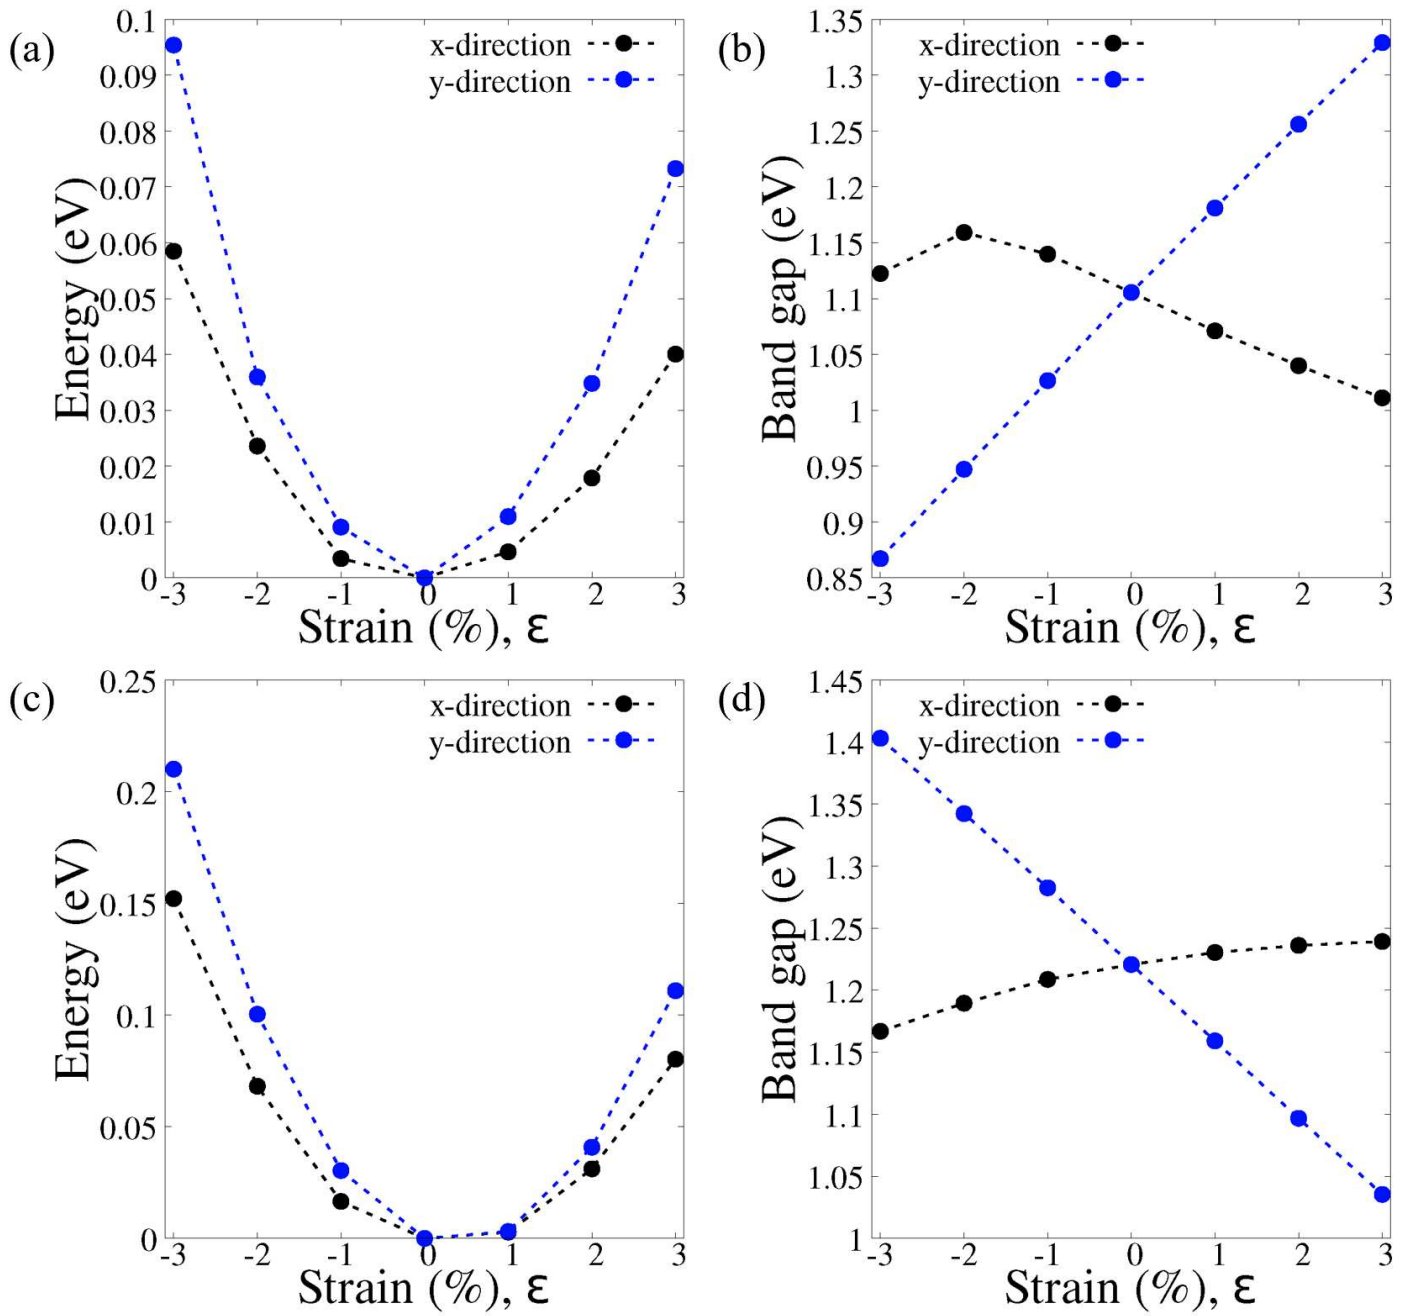 (a)
x-direction
y-direction
0.1
0.09
0.08
0.07
0.06
0.05
0.04
0.03
0.02
0.01
0
Energy (eV)
-3 -2 -1 0 1 2 3
Strain (%), ε
(b)
x-direction
y-direction
1.35
1.3
1.25
1.2
1.15
1.1
1.05
1
0.95
0.9
0.85
Band gap (eV)
-3 -2 -1 0 1 2 3
Strain (%), ε
(c)
x-direction
y-direction
0.25
0.2
0.15
0.1
0.05
0
Energy (eV)
-3 -2 -1 0 1 2 3
Strain (%), ε
(d)
x-direction
y-direction
1.45
1.4
1.35
1.3
1.25
1.2
1.15
1.1
1.05
1
Band gap (eV)
-3 -2 -1 0 1 2 3
Strain (%), ε